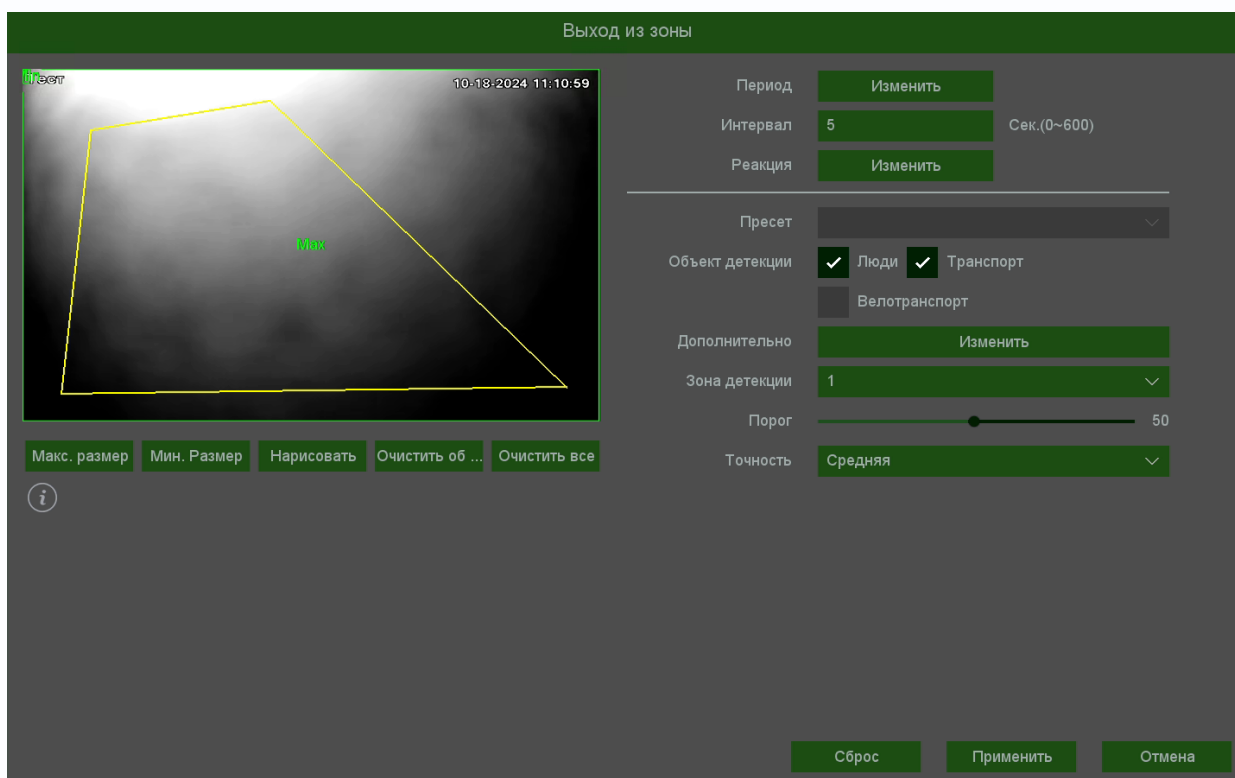 Выход из зоны
Тест
10-18-2024 11:10:59
Max
Макс. размер Мин. Размер Нарисовать Очистить об ... Очистить все
Период Изменить
Интервал 5 Сек.(0~600)
Реакция Изменить
Пресет
Объект детекции Люди Транспорт
Велотранспорт
Дополнительно Изменить
Зона детекции 1
Порог 50
Точность Средняя
Сброс Применить Отмена